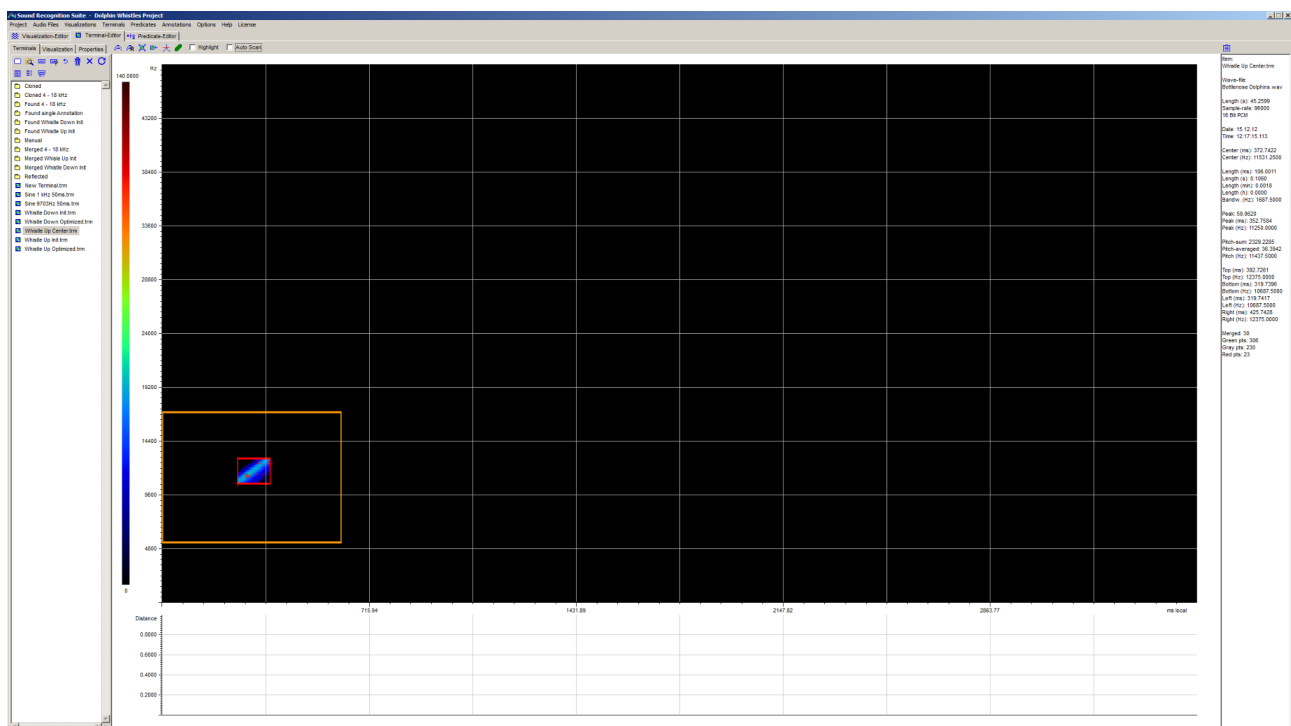 Sound Recognition Suite - Dolphin Whistles Project
Project Audio Files Visualizations Terminals Predicates Annotations Options Help License
Visualization-Editor Terminal-Editor Predicate-Editor
Terminals Visualization Properties
Highlight Auto Scan
Cloned
Cloned 4 - 18 kHz
Found 4 - 18 kHz
Found single Annotation
Found Whistle Down Init
Found Whistle Up Init
Manual
Merged 4 - 18 kHz
Merged Whisle Up Init
Merged Whistle Down Init
Reflected
New Terminal.trm
Sine 1 kHz 50ms.trm
Sine 9703Hz 50ms.trm
Whistle Down Init.trm
Whistle Down Optimized.trm
Whistle Up Center.trm
Whistle Up Init.trm
Whistle Up Optimized.trm
140.0000
0
Hz
43200
38400
33600
28800
24000
19200
14400
9600
4800
715.94
1431.89
2147.82
2863.77
ms local
Distance
0.8000
0.6000
0.4000
0.2000
Item:
Whistle Up Center.trm
Wave-file:
Bottlenose Dolphins.wav
Length (s): 45.2599
Sample-rate: 96000
16 Bit PCM
Date: 15.12.12
Time: 12:17:15.113
Center (ms): 372.7422
Center (Hz): 11531.2500
Length (ms): 106.0011
Length (s): 0.1060
Length (min): 0.0018
Length (h): 0.0000
Bandw. (Hz): 1687.5000
Peak: 59.0620
Peak (ms): 352.7584
Peak (Hz): 11250.0000
Pitch-sum: 2329.2285
Pitch-averaged: 36.3942
Pitch (Hz): 11437.5000
Top (ms): 392.7261
Top (Hz): 12375.0000
Bottom (ms): 319.7396
Bottom (Hz): 10687.5000
Left (ms): 319.7417
Left (Hz): 10687.5000
Right (ms): 425.7428
Right (Hz): 12375.0000
Merged: 30
Green pts: 306
Gray pts: 230
Red pts: 23